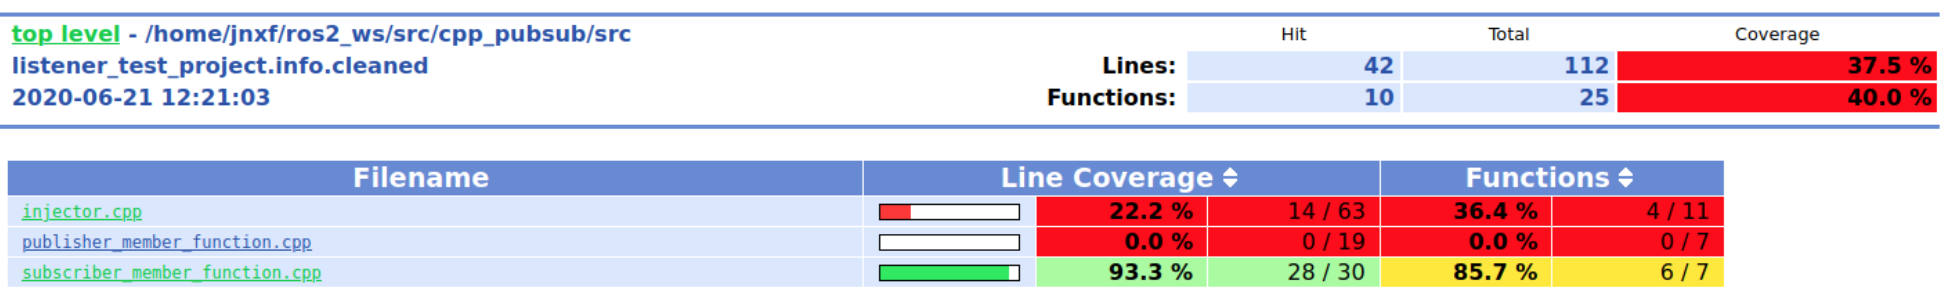 top level - /home/jnxf/ros2_ws/src/cpp_pubsub/src Hit Total Coverage
listener_test_project.info.cleaned Lines: 42 112 37.5 %
2020-06-21 12:21:03 Functions: 10 25 40.0 %
Filename Line Coverage Functions
injector.cpp 22.2 % 14 / 63 36.4 % 4 / 11
publisher_member_function.cpp 0.0 % 0 / 19 0.0 % 0 / 7
subscriber_member_function.cpp 93.3 % 28 / 30 85.7 % 6 / 7